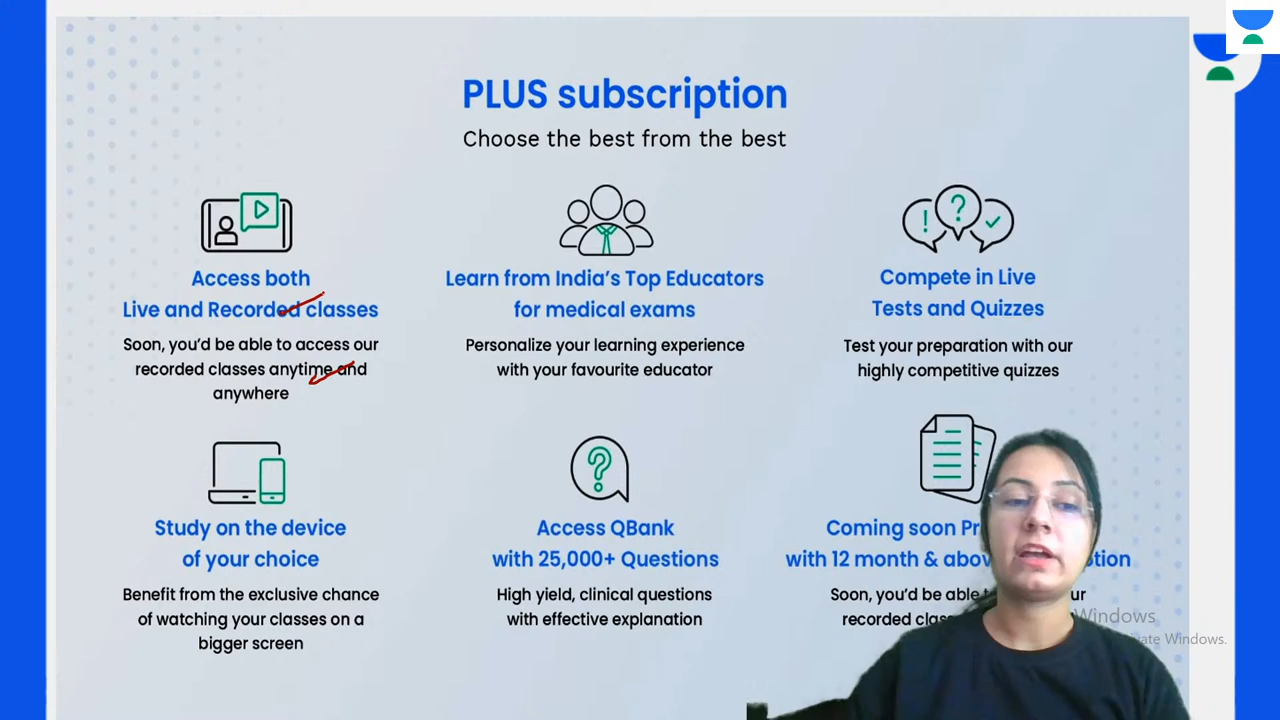 PLUS subscription
Choose the best from the best
Access both
Live and Recorded classes
Soon, you'd be able to access our
recorded classes anytime and
anywhere
Learn from India's Top Educators
for medical exams
Personalize your learning experience
with your favourite educator
Compete in Live
Tests and Quizzes
Test your preparation with our
highly competitive quizzes
Study on the device
of your choice
Benefit from the exclusive chance
of watching your classes on a
bigger screen
Access QBank
with 25,000+ Questions
High yield, clinical questions
with effective explanation
Coming soon
with 12 month &
Soon, you'd be able
recorded
Windows
Windows.